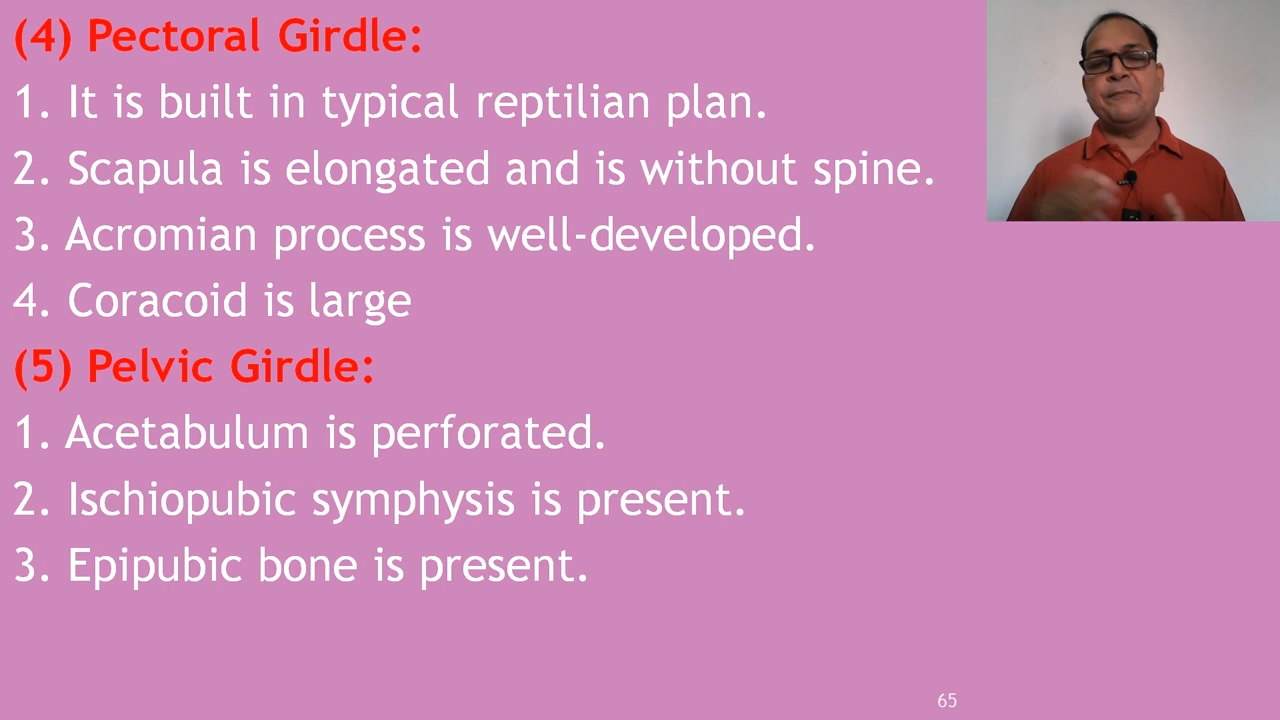 (4) Pectoral Girdle:
1. It is built in typical reptilian plan.
2. Scapula is elongated and is without spine.
3. Acromian process is well-developed.
4. Coracoid is large
(5) Pelvic Girdle:
1. Acetabulum is perforated.
2. Ischiopubic symphysis is present.
3. Epipubic bone is present.
65